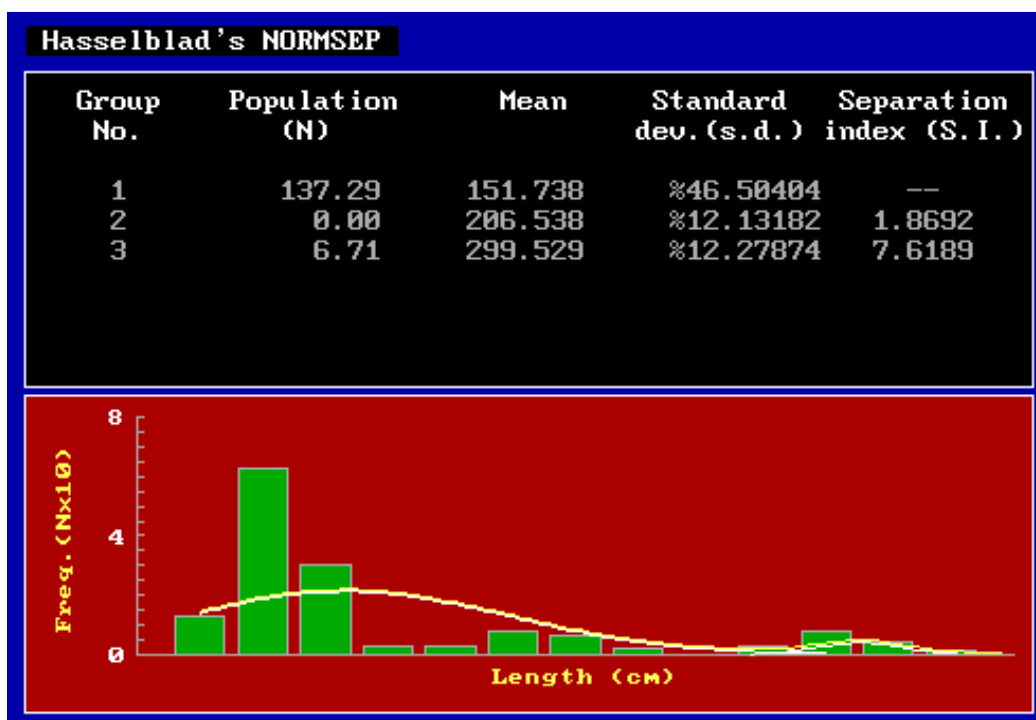 Hasselblad's NORMSEP
Group Population Mean Standard Separation
No. (N) dev.(s.d.) index (S.I.)
1 137.29 151.738 %46.50404 --
2 0.00 206.538 %12.13182 1.8692
3 6.71 299.529 %12.27874 7.6189
8
Freq.(N×10)
4
0
Length (cm)